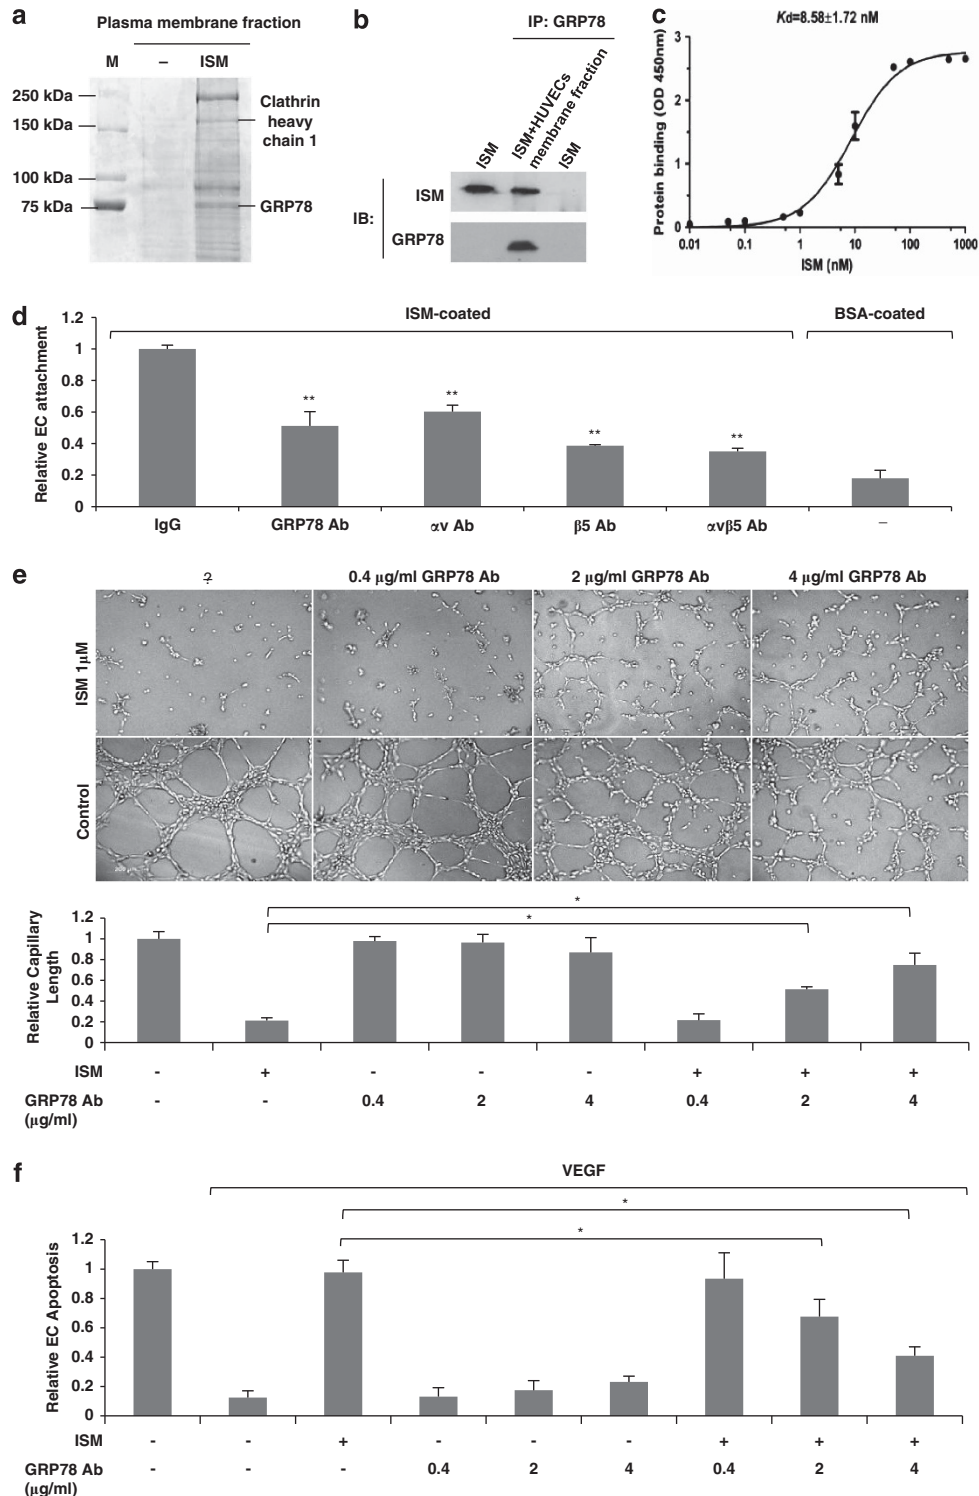 a
Plasma membrane fraction
M – ISM
250 kDa
150 kDa
100 kDa
75 kDa
Clathrin
heavy
chain 1
GRP78
b
IP: GRP78
ISM
ISM+HUVECs
membrane fraction
ISM
IB:
ISM
GRP78
c
Kd=8.58±1.72 nM
Protein binding (OD 450nm)
3
2
1
0
0.01 0.1 1 10 100 1000
ISM (nM)
d
ISM-coated BSA-coated
Relative EC attachment
1.2
1
0.8
0.6
0.4
0.2
0
** ** ** **
IgG GRP78 Ab αv Ab β5 Ab αvβ5 Ab –
e
? 0.4 μg/ml GRP78 Ab 2 μg/ml GRP78 Ab 4 μg/ml GRP78 Ab
ISM 1μM
Control
Relative Capillary
Length
1.2
1
0.8
0.6
0.4
0.2
0
*
*
ISM - + - - - + + +
GRP78 Ab - - 0.4 2 4 0.4 2 4
(μg/ml)
f
VEGF
Relative EC Apoptosis
1.2
1
0.8
0.6
0.4
0.2
0
*
*
ISM - - + - - - + + +
GRP78 Ab - - - 0.4 2 4 0.4 2 4
(μg/ml)